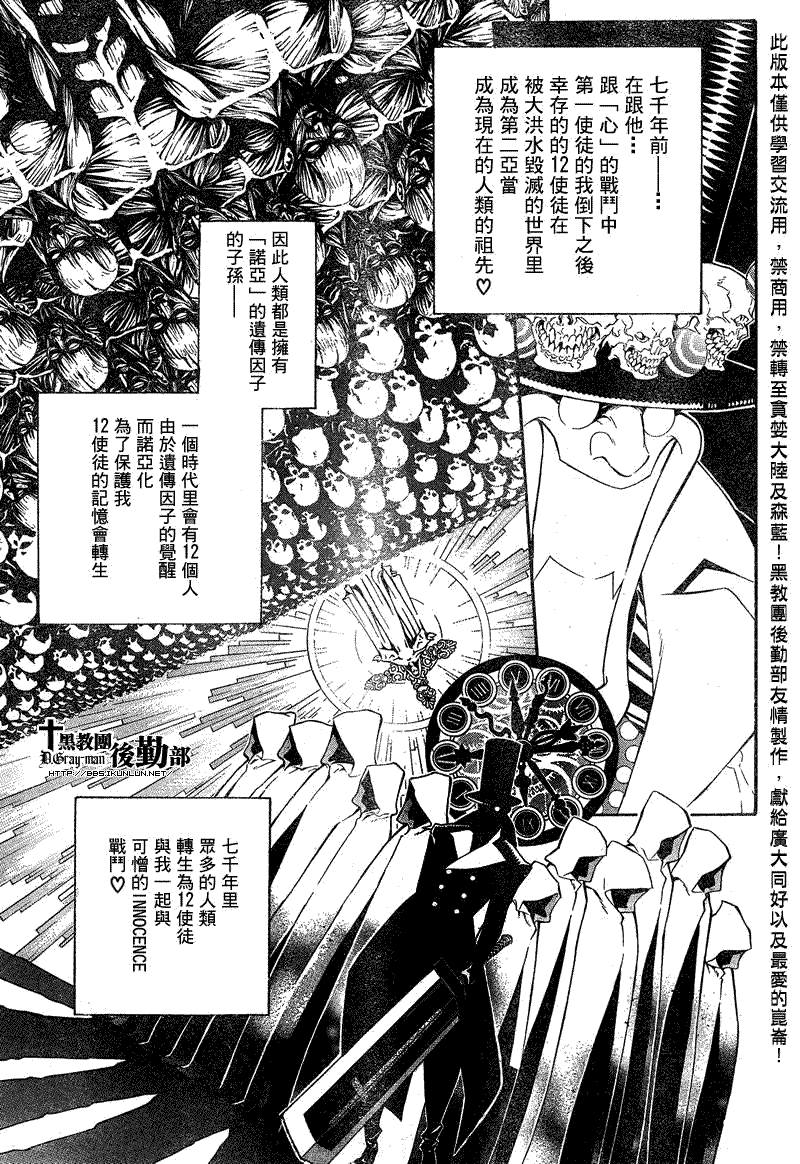 七千年前——…
在跟他…
跟「心」的戰鬥中
第一使徒的我倒下之後
幸存的的12使徒在
被大洪水毀滅的世界里
成為第二亞當
成為現在的人類的祖先♡
因此人類都是擁有
「諾亞」的遺傳因子
的子孫——
一個時代里會有12個人
由於遺傳因子的覺醒
而諾亞化
為了保護我
12使徒的記憶會轉生
七千年里
眾多的人類
轉生為12使徒
與我一起與
可憎的INNOCENCE
戰鬥♡
黑教團
D.Gray-man 後勤部
HTTP://BBSIKUNLUN.NET/
此版本僅供學習交流用，禁商用，禁轉至貪婪大陸及森藍！黑教團後勤部友情製作，獻給廣大同好以及最愛的崑崙！